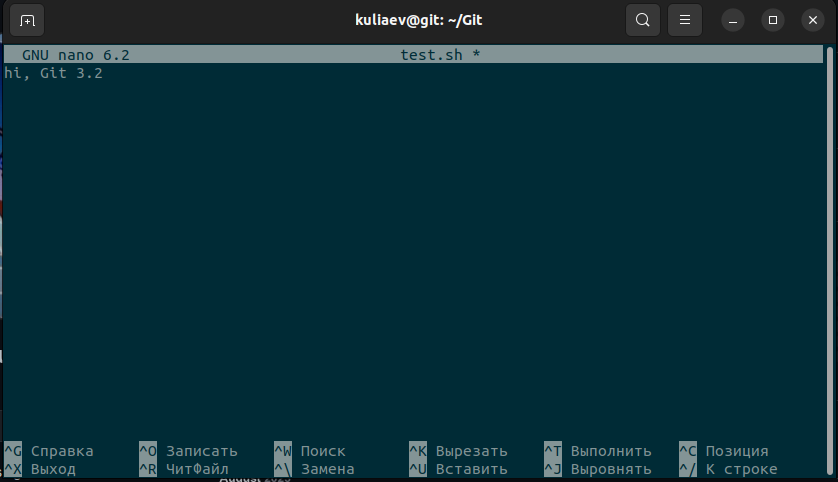 kuliaev@git: ~/Git
GNU nano 6.2 test.sh *
hi, Git 3.2
^G Справка ^O Записать ^W Поиск ^K Вырезать ^T Выполнить ^C Позиция
^X Выход ^R ЧитФайл ^\ Замена ^U Вставить ^J Выровнять ^/ К строке